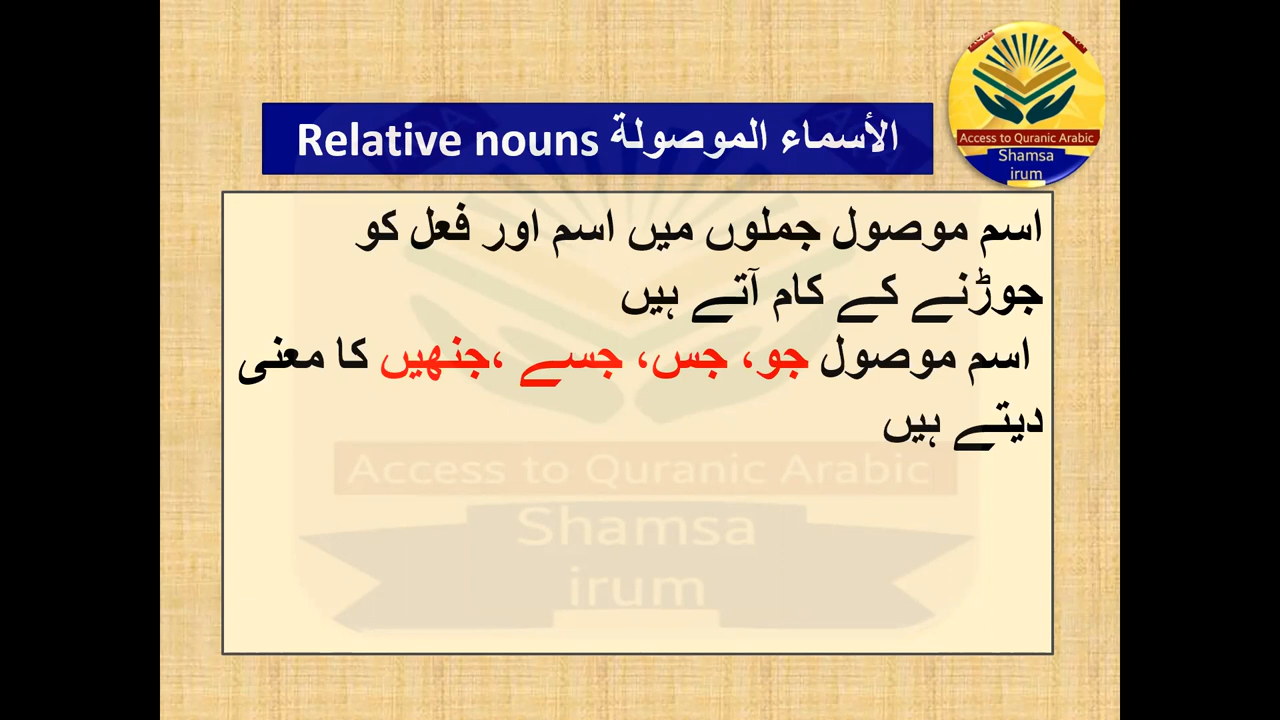 Relative nouns الأسماء الموصولة
Access to Quranic Arabic
Shamsa
irum
اسم موصول جملوں میں اسم اور فعل کو
جوڑنے کے کام آتے ہیں
اسم موصول جو، جس، جسے ،جنھیں کا معنی
دیتے ہیں
Access to Quranic Arabic
Shamsa
irum